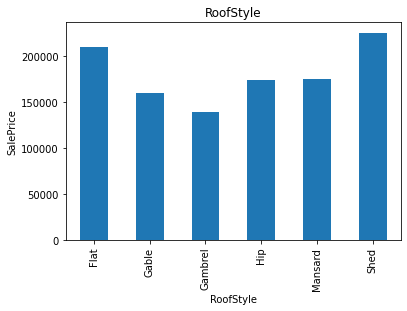 RoofStyle
SalePrice
200000
150000
100000
50000
0
Flat
Gable
Gambrel
Hip
Mansard
Shed
RoofStyle